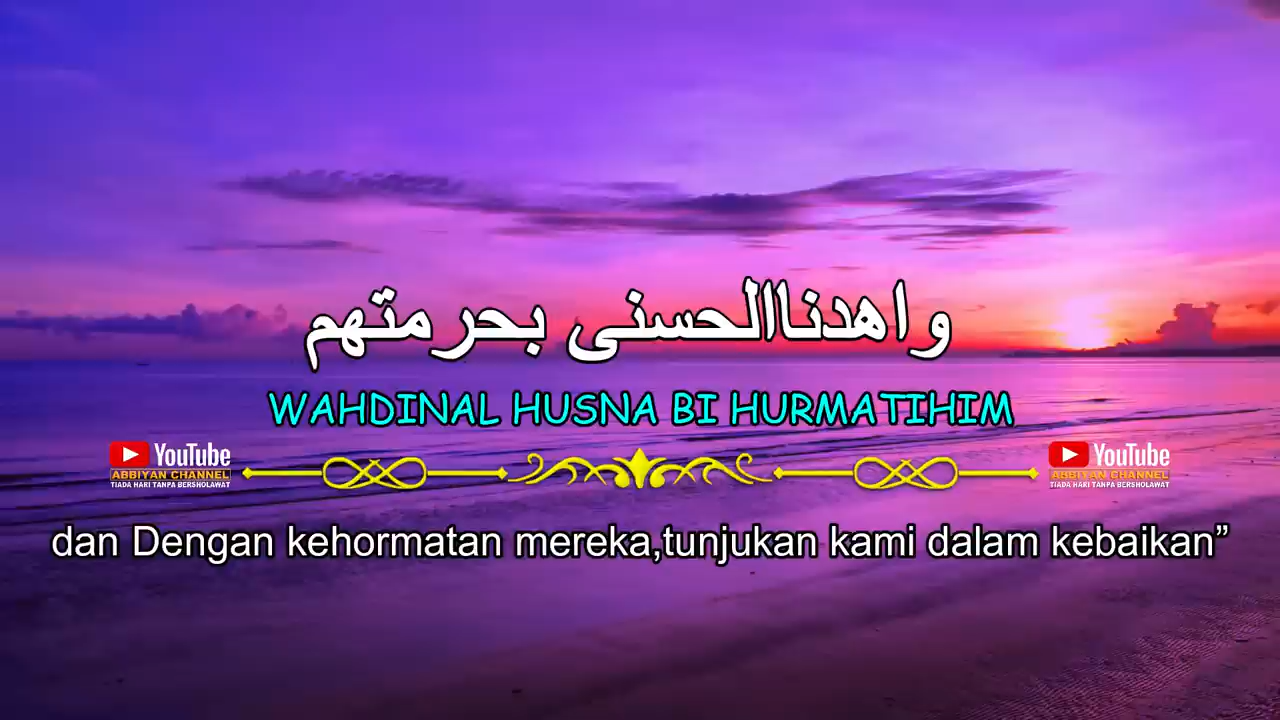 واهدناالحسنى بحرمتهم
WAHDINAL HUSNA BI HURMATIHIM
YouTube
ABBIYAN CHANNEL
TIADA HARI TANPA BERSHOLAWAT
YouTube
ABBIYAN CHANNEL
TIADA HARI TANPA BERSHOLAWAT
dan Dengan kehormatan mereka,tunjukan kami dalam kebaikan”